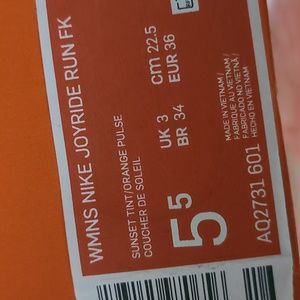 WMNS NIKE JOYRIDE RUN FK
SUNSET TINT/ORANGE PULSE
COUCHER DE SOLEIL
5.5
UK 3
BR 34
cm 22.5
EUR 36
MADE IN VIETNAM /
FABRIQUÉ AU VIETNAM /
FABRICADO NO VIETNÃ /
HECHO EN VIETNAM
AQ2731 601